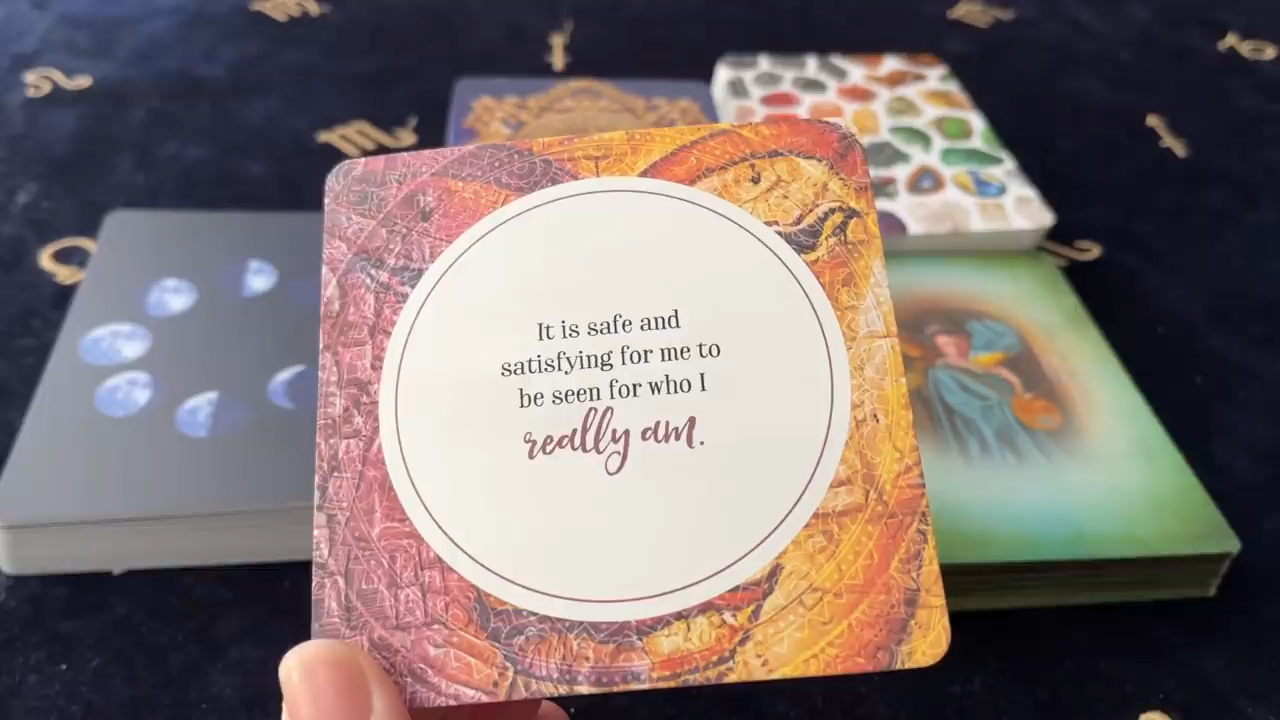 It is safe and
satisfying for me to
be seen for who I
really am.